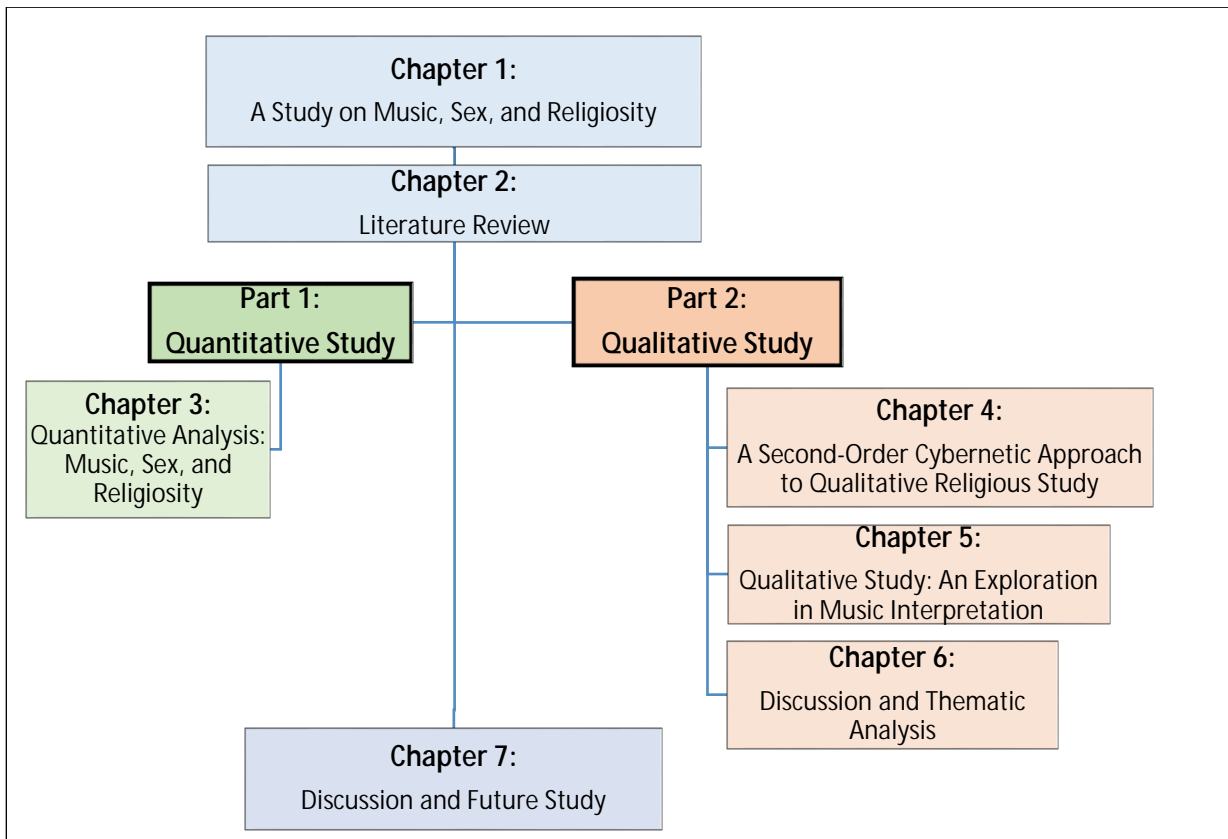 Chapter 1:
A Study on Music, Sex, and Religiosity
Chapter 2:
Literature Review
Part 1:
Quantitative Study
Part 2:
Qualitative Study
Chapter 3:
Quantitative Analysis:
Music, Sex, and
Religiosity
Chapter 4:
A Second-Order Cybernetic Approach
to Qualitative Religious Study
Chapter 5:
Qualitative Study: An Exploration
in Music Interpretation
Chapter 6:
Discussion and Thematic
Analysis
Chapter 7:
Discussion and Future Study